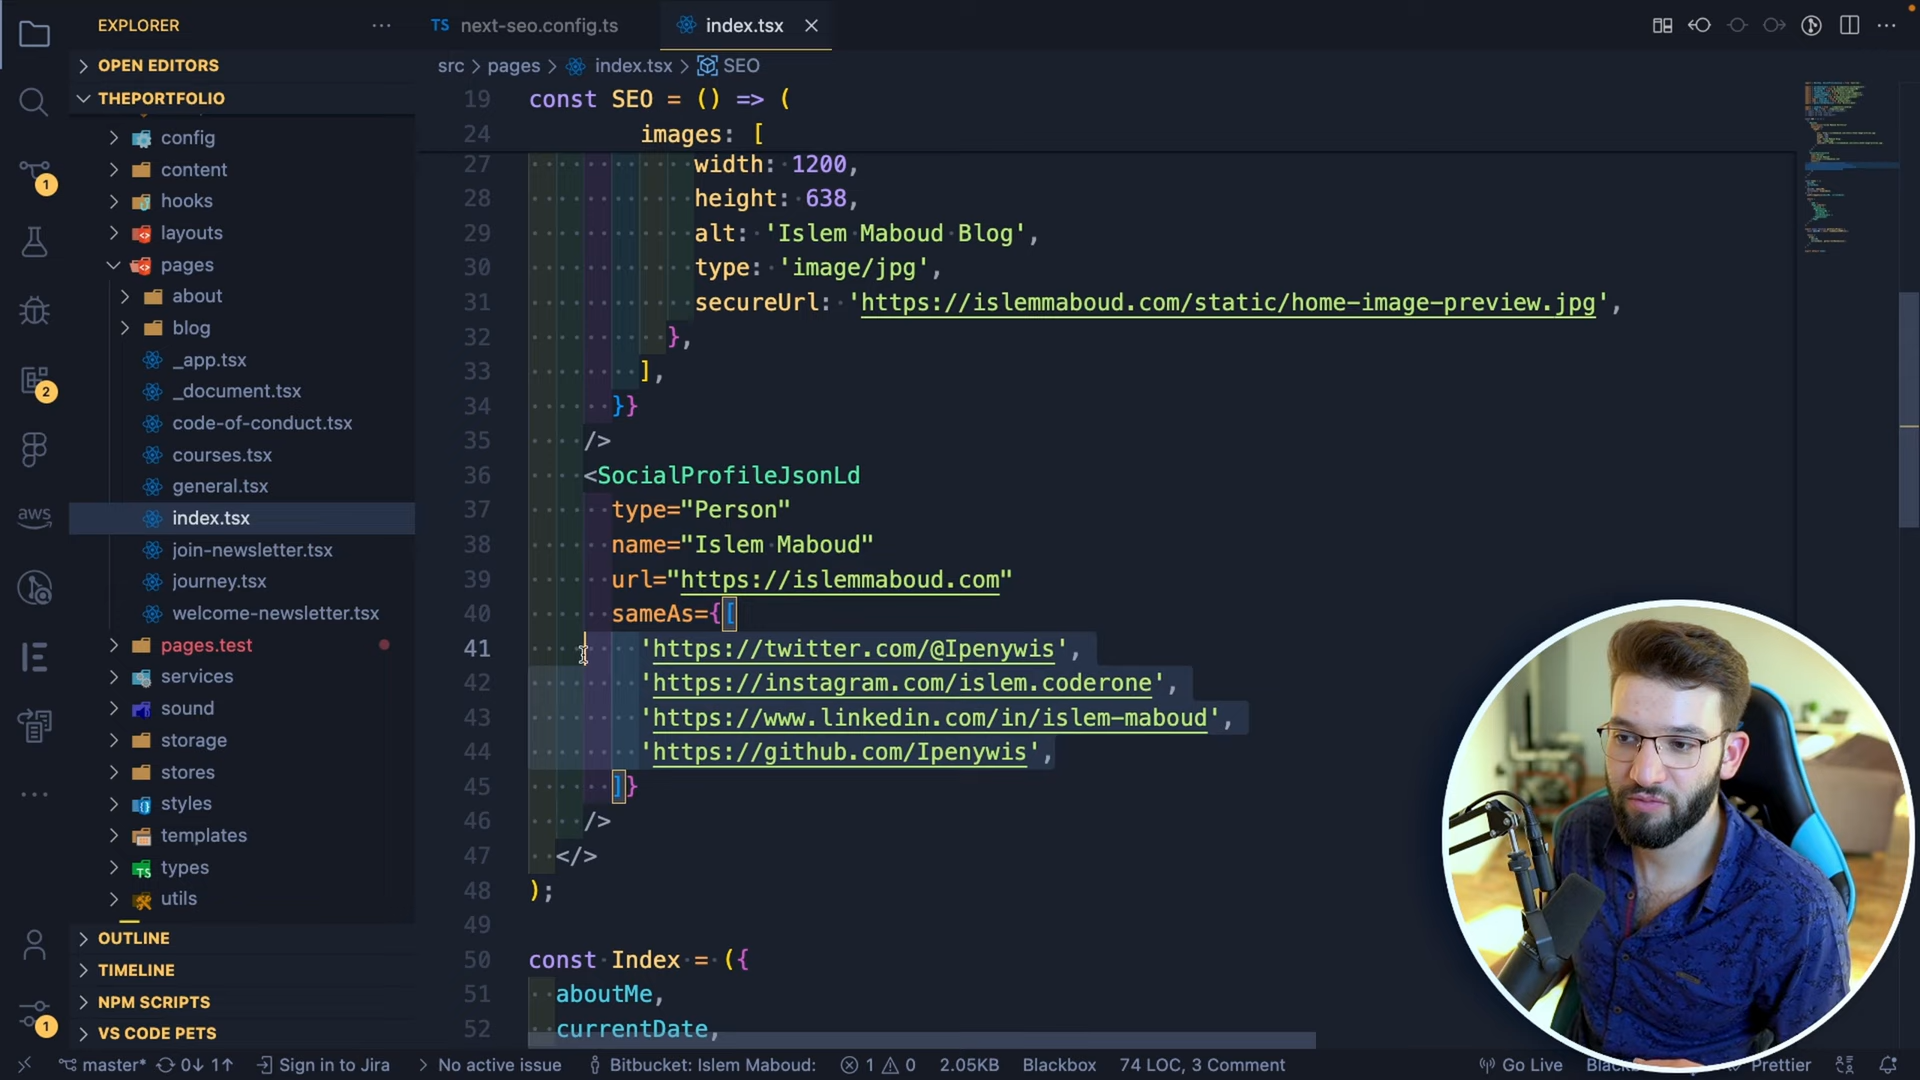 EXPLORER
next-seo.config.ts
index.tsx
OPEN EDITORS
THEPORTFOLIO
config
content
hooks
layouts
pages
about
blog
_app.tsx
_document.tsx
code-of-conduct.tsx
courses.tsx
general.tsx
index.tsx
join-newsletter.tsx
journey.tsx
welcome-newsletter.tsx
pages.test
services
sound
storage
stores
styles
templates
types
utils
OUTLINE
TIMELINE
NPM SCRIPTS
VS CODE PETS
1
2
aws
1
src > pages > index.tsx > SEO
19 const SEO = () => (
24 images: [
27 width: 1200,
28 height: 638,
29 alt: 'Islem Maboud Blog',
30 type: 'image/jpg',
31 secureUrl: 'https://islemmaboud.com/static/home-image-preview.jpg',
32 },
33 ],
34 }}
35 />
36 <SocialProfileJsonLd
37 type="Person"
38 name="Islem Maboud"
39 url="https://islemmaboud.com"
40 sameAs={[
41 'https://twitter.com/@Ipenywis',
42 'https://instagram.com/islem.coderone',
43 'https://www.linkedin.com/in/islem-maboud',
44 'https://github.com/Ipenywis',
45 ]}
46 />
47 </>
48 );
49
50 const Index = ({
51 aboutMe,
52 currentDate,
master* 0↓ 1↑ Sign in to Jira > No active issue Bitbucket: Islem Maboud: 1 0 2.05KB Blackbox 74 LOC, 3 Comment Go Live Prettier